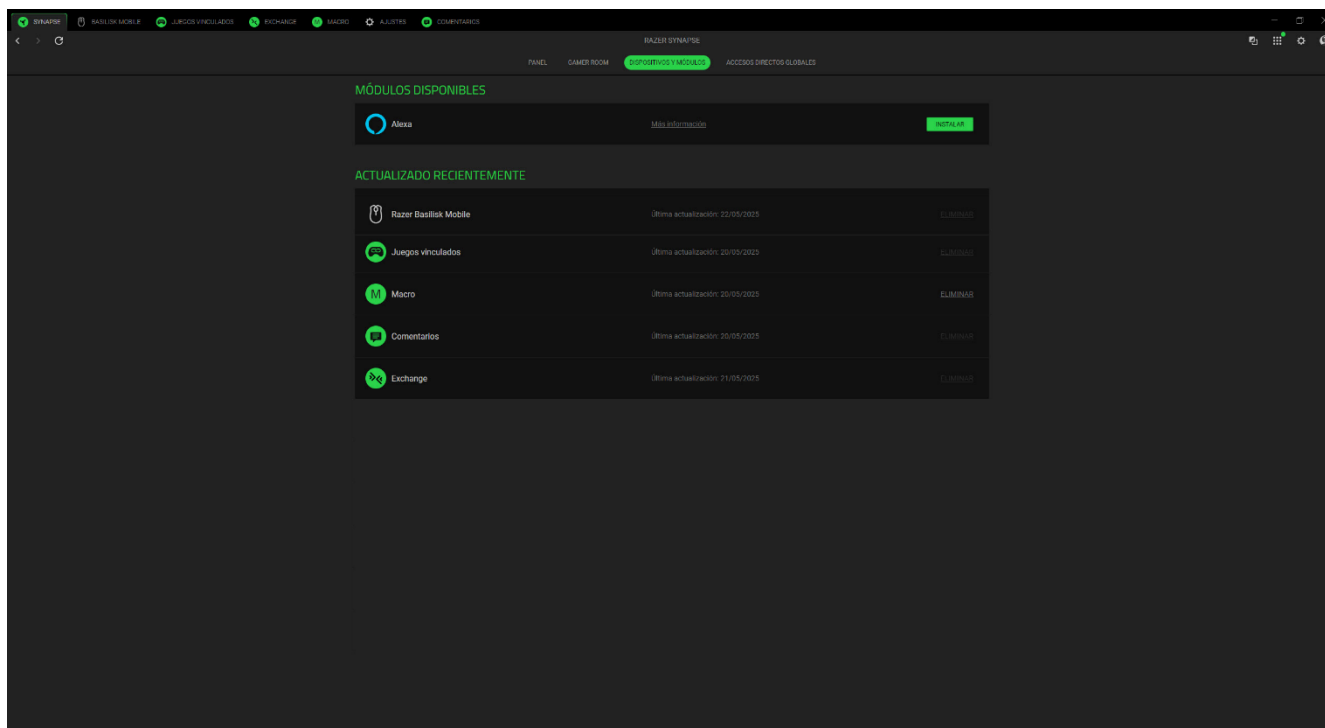 SYNAPSE BASILISK MOBILE JUEGOS VINCULADOS EXCHANGE M MACRO AJUSTES COMENTARIOS
RAZER SYNAPSE
PANEL GAMER ROOM DISPOSITIVOS Y MÓDULOS ACCESOS DIRECTOS GLOBALES
MÓDULOS DISPONIBLES
Alexa Más información INSTALAR
ACTUALIZADO RECIENTEMENTE
Razer Basilisk Mobile Última actualización: 22/05/2025 ELIMINAR
Juegos vinculados Última actualización: 20/05/2025 ELIMINAR
M Macro Última actualización: 20/05/2025 ELIMINAR
Comentarios Última actualización: 20/05/2025 ELIMINAR
Exchange Última actualización: 21/05/2025 ELIMINAR